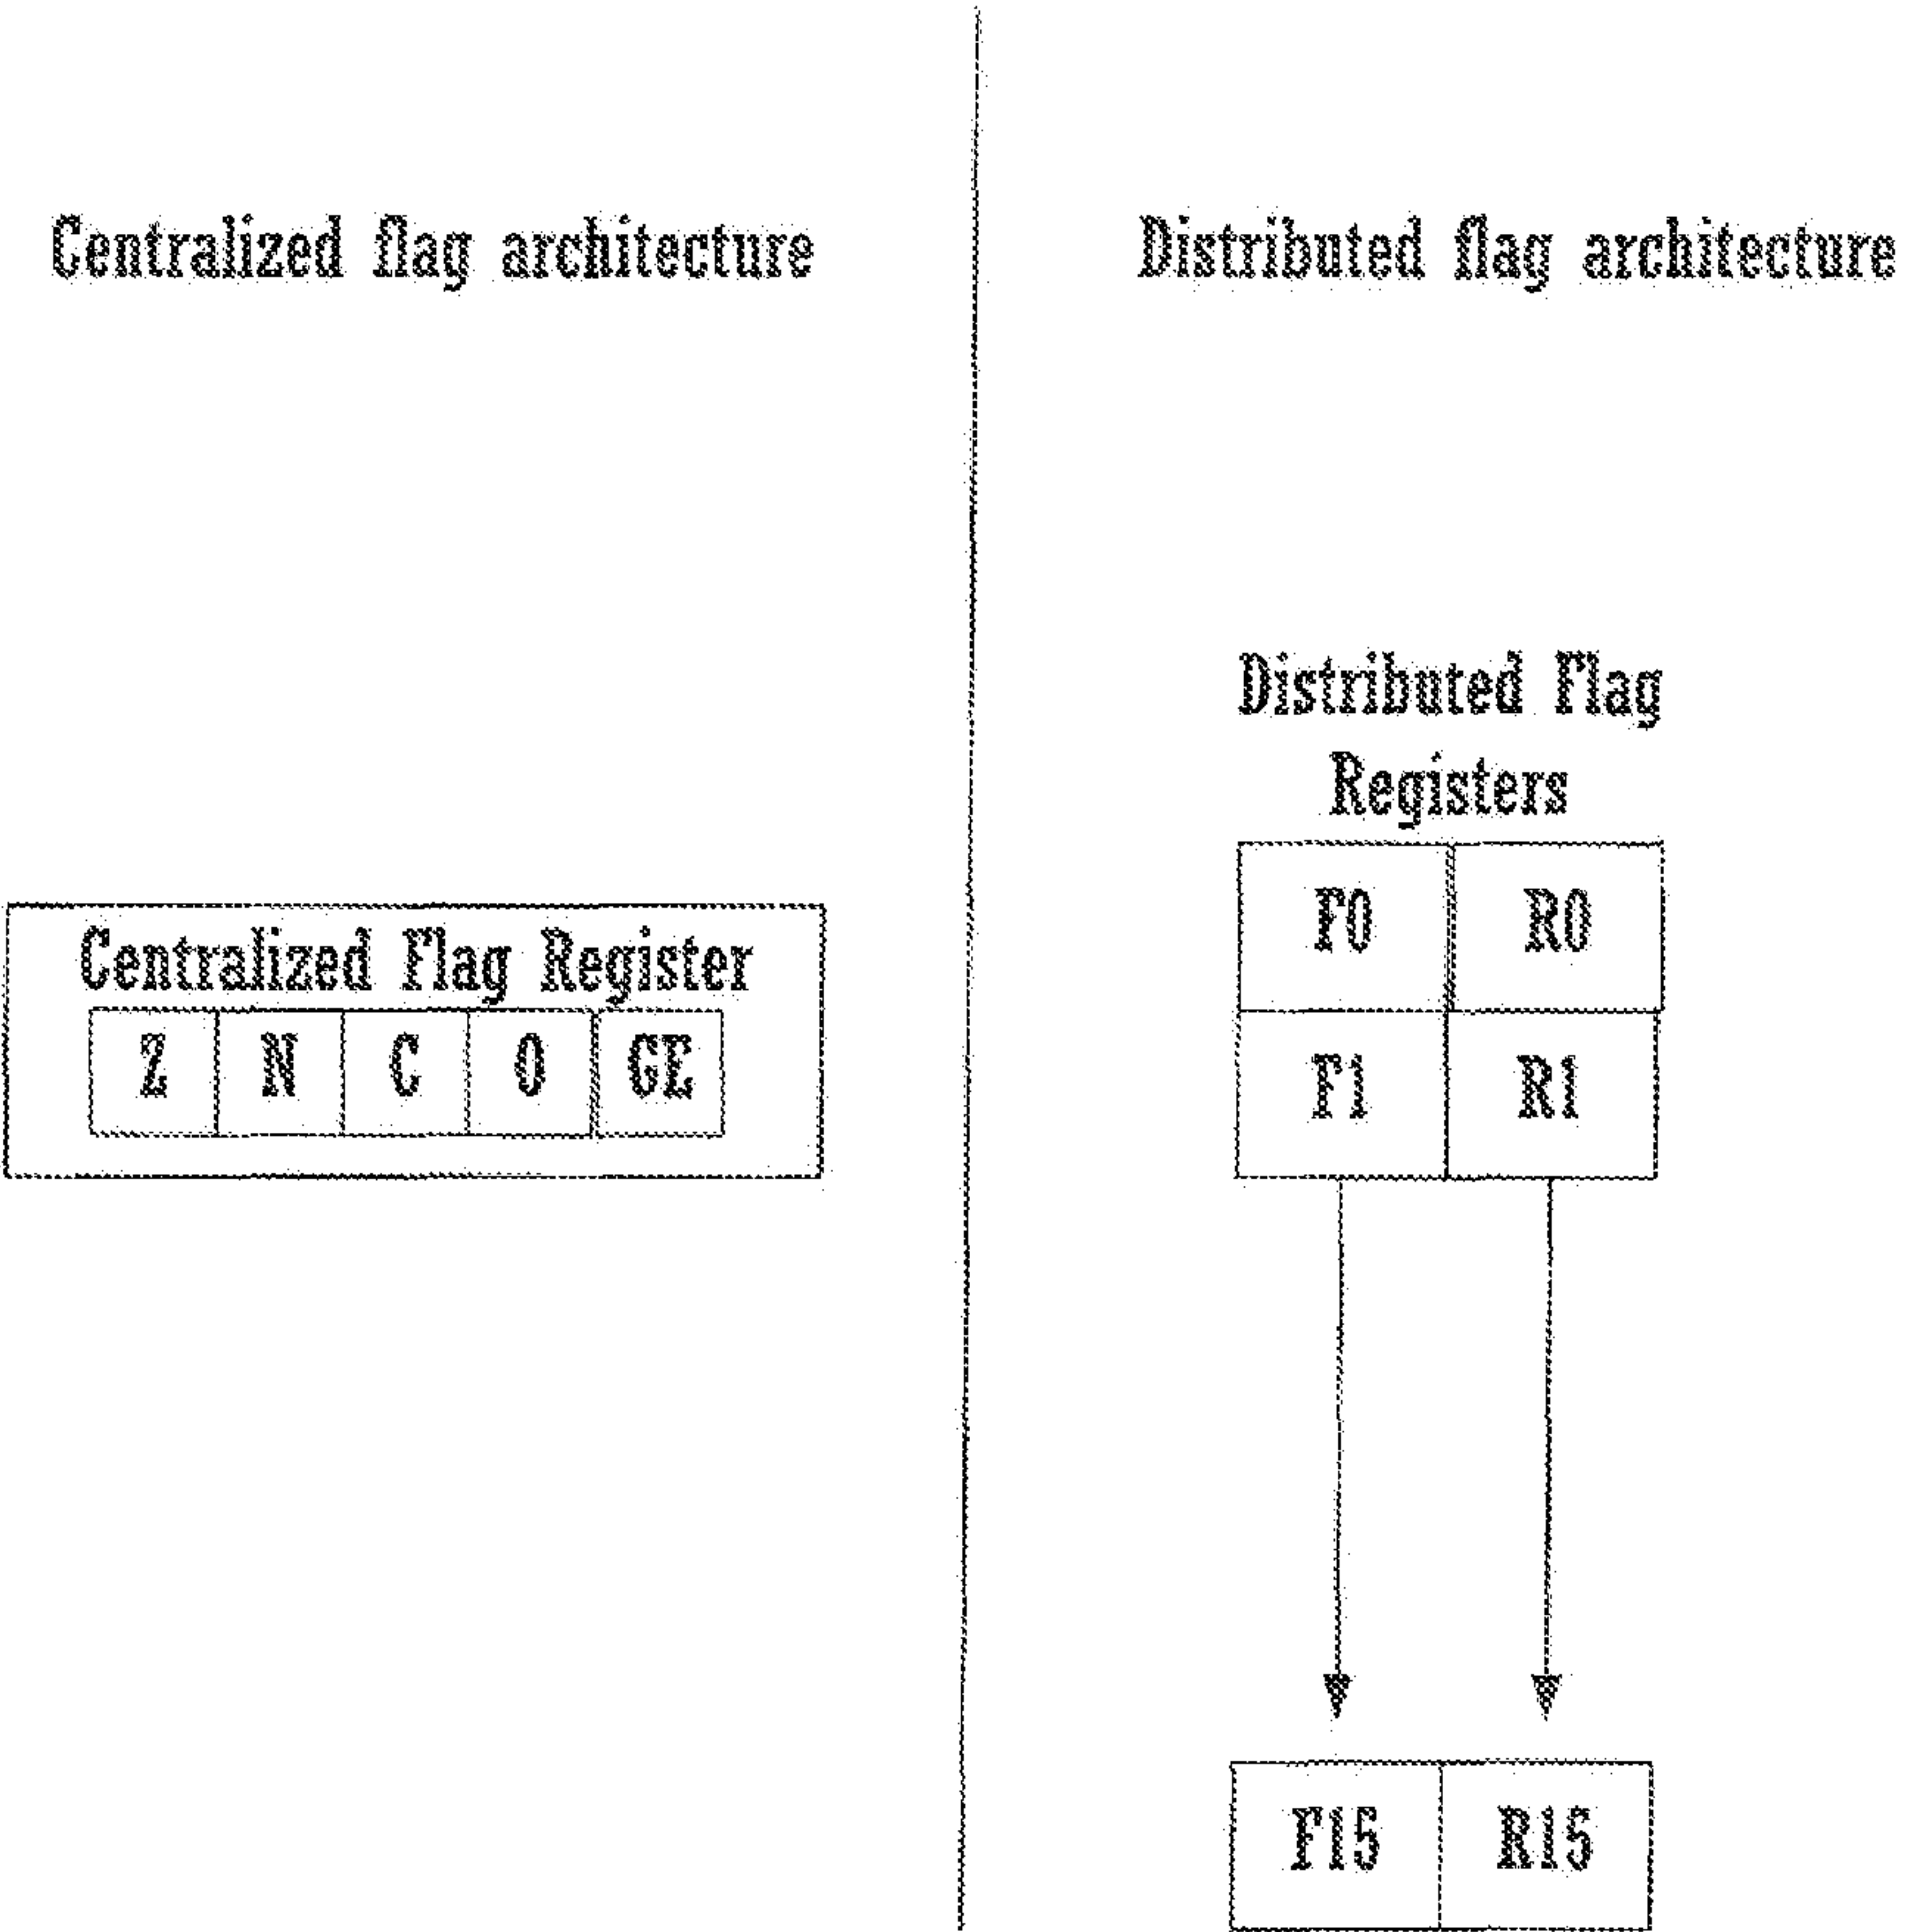 Centralized flag architecture
Centralized Flag Register
Z N C O GE
Distributed flag architecture
Distributed Flag
Registers
F0 R0
F1 R1
F15 R15